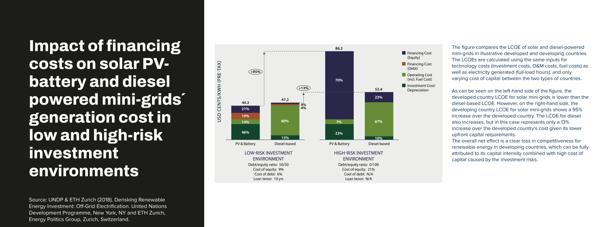 Impact of financing
costs on solar PV-
battery and diesel
powered mini-grids´
generation cost in
low and high-risk
investment
environments
Source: UNDP & ETH Zurich (2018). Derisking Renewable
Energy Investment: Off-Grid Electrification. United Nations
Development Programme, New York, NY and ETH Zurich,
Energy Politics Group, Zurich, Switzerland.
USD CENTS/KWH (PRE-TAX)
44.3
21%
19%
14%
46%
PV & Battery
47.2
80%
13%
Diesel-based
+95%
86.2
70%
7%
23%
PV & Battery
+13%
53.4
23%
67%
10%
Diesel-based
Financing Cost
(Equity)
Financing Cost
(Debt)
Operating Cost
(incl. Fuel Cost)
Investment Cost/
Depreciation
LOW-RISK INVESTMENT
ENVIRONMENT
Debt/equity ratio: 50/50
Cost of equity: 9%
Cost of debt: 6%
Loan tenor: 10 yrs
HIGH-RISK INVESTMENT
ENVIRONMENT
Debt/equity ratio: 0/100
Cost of equity: 21%
Cost of debt: N/A
Loan tenor: N/A
The figure compares the LCOE of solar and diesel-powered
mini-grids in illustrative developed and developing countries.
The LCOEs are calculated using the same inputs for
technology costs (Investment costs, O&M costs, fuel costs) as
well as electricity generated (full-load hours), and only
varying cost of capital between the two types of countries.
As can be seen on the left-hand side of the figure, the
developed country LCOE for solar mini-grids is lower than the
diesel-based LCOE. However, on the right-hand side, the
developing country LCOE for solar mini-grids shows a 95%
increase over the developed country. The LCOE for diesel
also increases, but in this case represents only a 13%
increase over the developed country's cost given its lower
upfront capital requirements.
The overall net effect is a clear loss in competitiveness for
renewable energy in developing countries, which can be fully
attributed to its capital intensity combined with high cost of
capital caused by the investment risks.